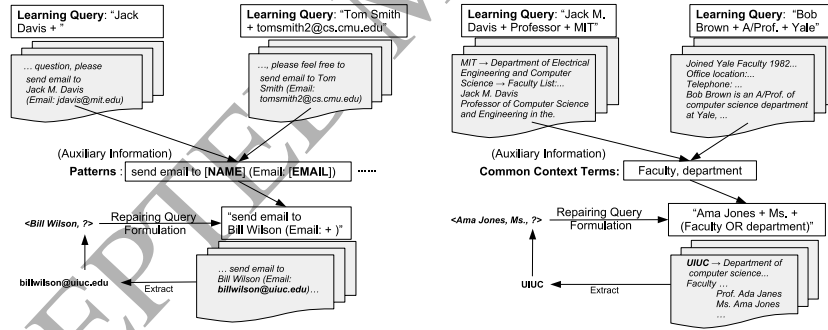 Learning Query: “Jack
Davis + ”
Learning Query: “Tom Smith
+ tomsmith2@cs.cmu.edu”
… question, please
send email to
Jack M. Davis
(Email: jdavis@mit.edu)
…, please feel free to
send email to Tom
Smith (Email:
tomsmith2@cs.cmu.edu)
(Auxiliary Information)
Patterns : send email to [NAME] (Email: [EMAIL]) ……
<Bill Wilson, ?>
Repairing Query
Formulation
“send email to
Bill Wilson (Email: + )”
billwilson@uiuc.edu
Extract
… send email to
Bill Wilson (Email:
billwilson@uiuc.edu)…
Learning Query: “Jack M.
Davis + Professor + MIT”
Learning Query: “Bob
Brown + A/Prof. + Yale”
MIT → Department of Electrical
Engineering and Computer
Science → Faculty List:...
Jack M. Davis
Professor of Computer Science
and Engineering in the.
Joined Yale Faculty 1982...
Office location:...
Telephone: ...
Bob Brown is an A/Prof. of
computer science department
at Yale, ...
(Auxiliary Information)
Common Context Terms: Faculty, department
<Ama Jones, Ms., ?>
Repairing Query
Formulation
“Ama Jones + Ms. +
(Faculty OR department)”
UIUC
Extract
UIUC → Department of
computer science...
Faculty …
Prof. Ada Janes
Ms. Ama Jones
…